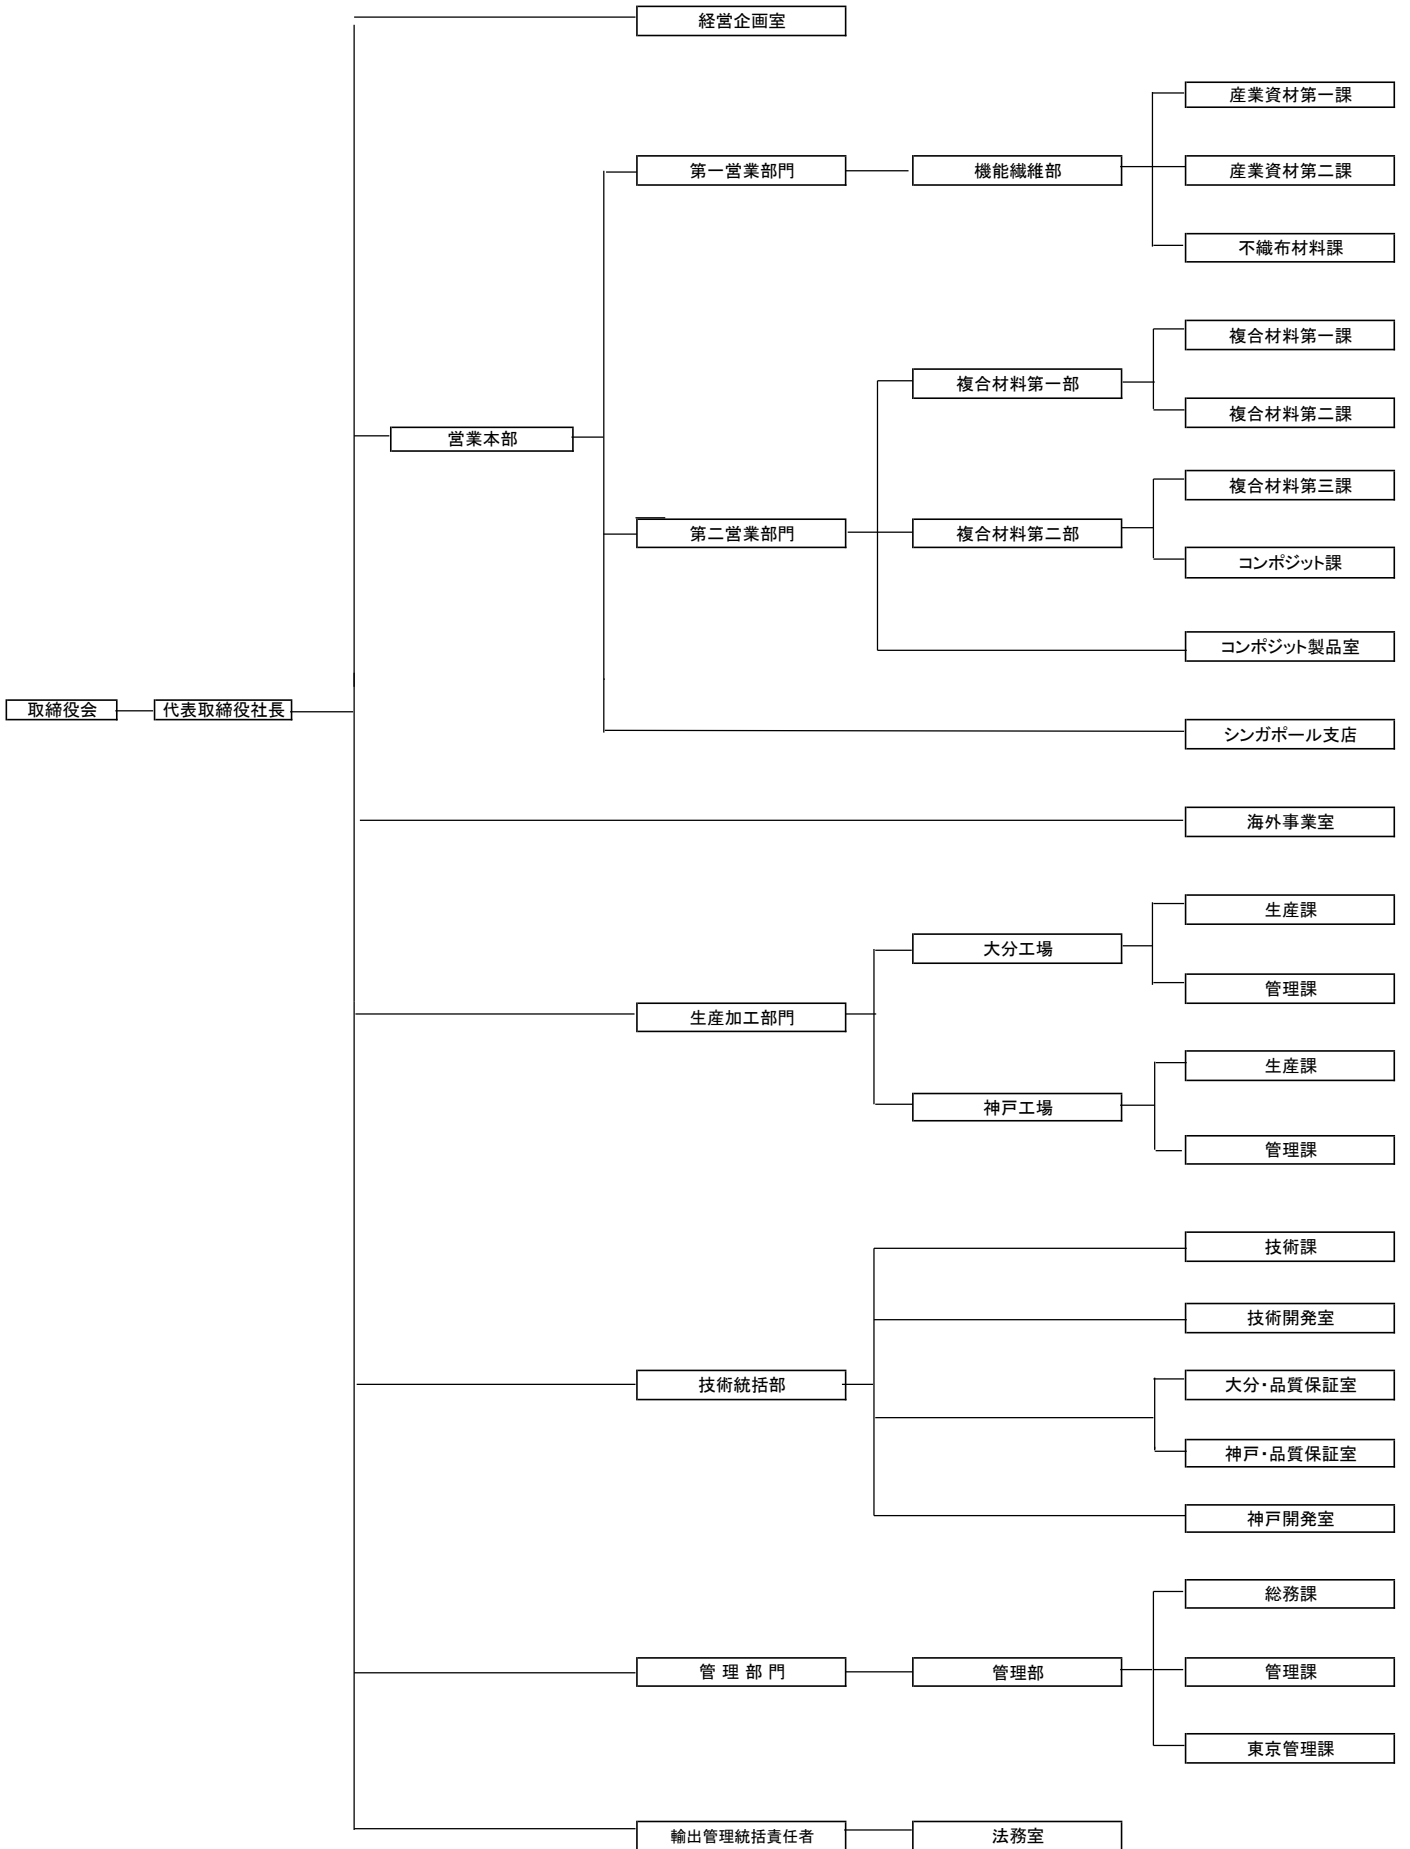 経営企画室
産業資材第一課
第一営業部門
機能繊維部
産業資材第二課
不織布材料課
複合材料第一課
複合材料第一部
複合材料第二課
営業本部
複合材料第三課
第二営業部門
複合材料第二部
コンポジット課
コンポジット製品室
取締役会
代表取締役社長
シンガポール支店
海外事業室
生産課
大分工場
管理課
生産加工部門
生産課
神戸工場
管理課
技術課
技術開発室
技術統括部
大分・品質保証室
神戸・品質保証室
神戸開発室
総務課
管 理 部 門
管理部
管理課
東京管理課
輸出管理統括責任者
法務室